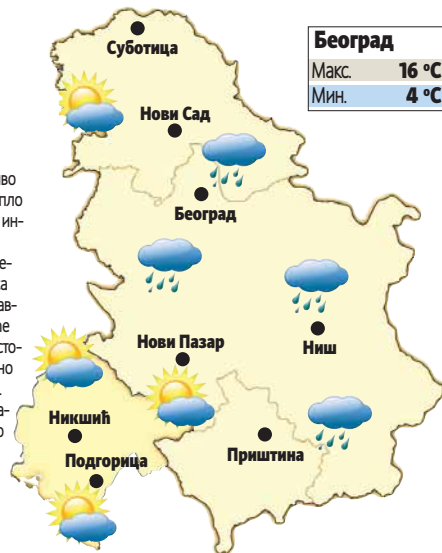 Суботица
Београд
Макс. 16 °C
Мин. 4 °C
Нови Сад
Београд
Нови Пазар
Ниш
Никшић
Приштина
Подгорица